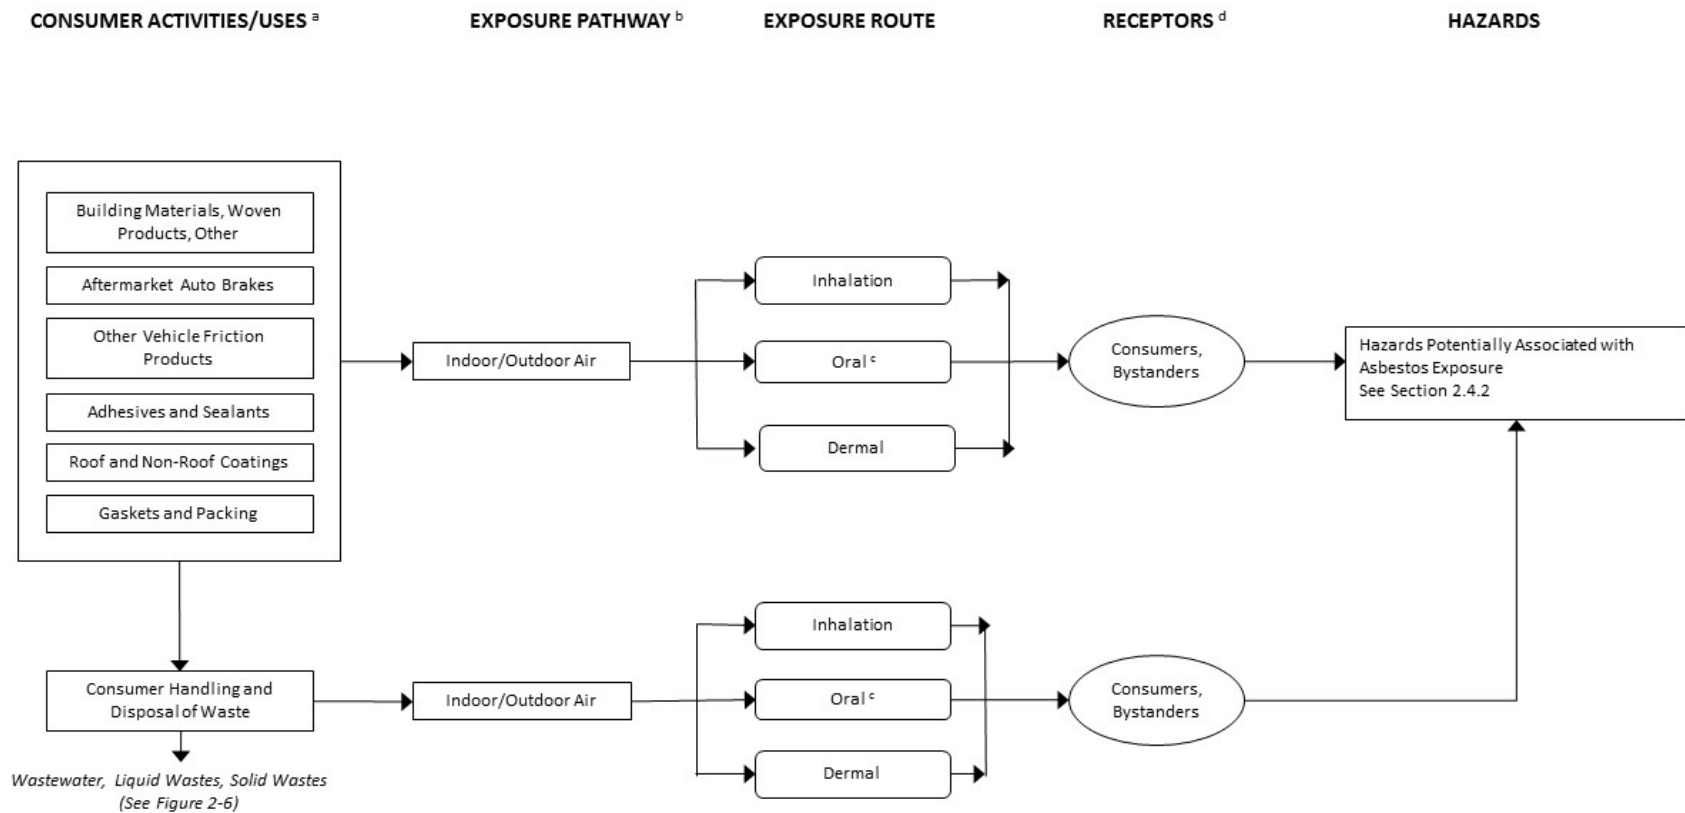 CONSUMER ACTIVITIES/USES a
EXPOSURE PATHWAY b
EXPOSURE ROUTE
RECEPTORS d
HAZARDS
Building Materials, Woven
Products, Other
Aftermarket Auto Brakes
Other Vehicle Friction
Products
Adhesives and Sealants
Roof and Non-Roof Coatings
Gaskets and Packing
Indoor/Outdoor Air
Inhalation
Oral c
Dermal
Consumers,
Bystanders
Hazards Potentially Associated with
Asbestos Exposure
See Section 2.4.2
Consumer Handling and
Disposal of Waste
Indoor/Outdoor Air
Inhalation
Oral c
Dermal
Consumers,
Bystanders
Wastewater, Liquid Wastes, Solid Wastes
(See Figure 2-6)